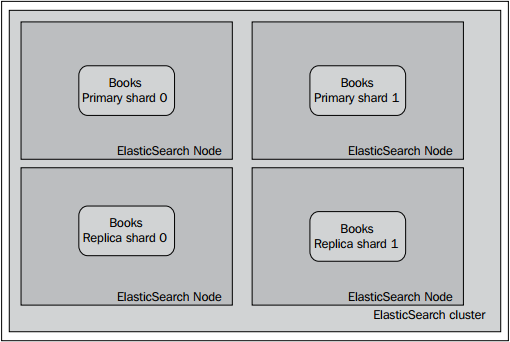 Books
Primary shard 0
ElasticSearch Node
Books
Primary shard 1
ElasticSearch Node
Books
Replica shard 0
ElasticSearch Node
Books
Replica shard 1
ElasticSearch Node
ElasticSearch cluster